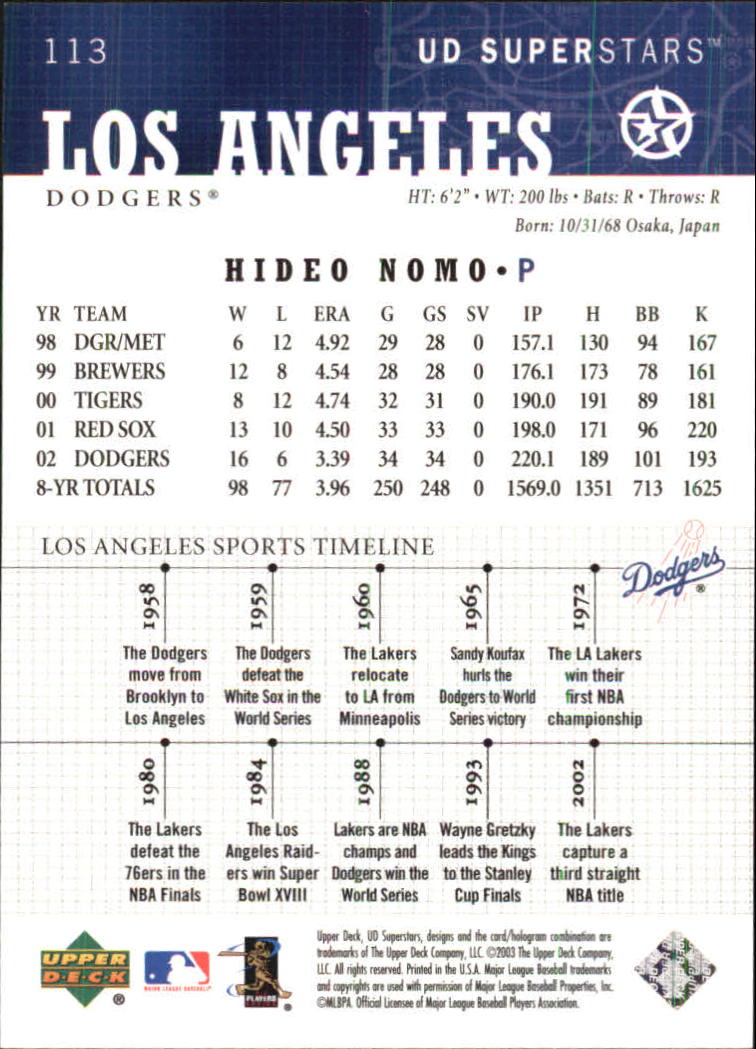 113
UD SUPERSTARS™
LOS ANGELES
DODGERS®
HT: 6'2" • WT: 200 lbs • Bats: R • Throws: R
Born: 10/31/68 Osaka, Japan
HIDEO NOMO • P
YR TEAM W L ERA G GS SV IP H BB K
98 DGR/MET 6 12 4.92 29 28 0 157.1 130 94 167
99 BREWERS 12 8 4.54 28 28 0 176.1 173 78 161
00 TIGERS 8 12 4.74 32 31 0 190.0 191 89 181
01 RED SOX 13 10 4.50 33 33 0 198.0 171 96 220
02 DODGERS 16 6 3.39 34 34 0 220.1 189 101 193
8-YR TOTALS 98 77 3.96 250 248 0 1569.0 1351 713 1625
LOS ANGELES SPORTS TIMELINE
Dodgers®
1958
The Dodgers
move from
Brooklyn to
Los Angeles
1959
The Dodgers
defeat the
White Sox in the
World Series
1960
The Lakers
relocate
to LA from
Minneapolis
1965
Sandy Koufax
hurls the
Dodgers to World
Series victory
1972
The LA Lakers
win their
first NBA
championship
1980
The Lakers
defeat the
76ers in the
NBA Finals
1984
The Los
Angeles Raid-
ers win Super
Bowl XVIII
1988
Lakers are NBA
champs and
Dodgers win the
World Series
1993
Wayne Gretzky
leads the Kings
to the Stanley
Cup Finals
2002
The Lakers
capture a
third straight
NBA title
UPPER
DECK®
MAJOR LEAGUE BASEBALL®
PLAYERS
Upper Deck, UD Superstars, designs and the card/hologram combination are
trademarks of The Upper Deck Company, LLC. ©2003 The Upper Deck Company,
LLC. All rights reserved. Printed in the U.S.A. Major League Baseball trademarks
and copyrights are used with permission of Major League Baseball Properties, Inc.
©MLBPA. Official Licensee of Major League Baseball Players Association.